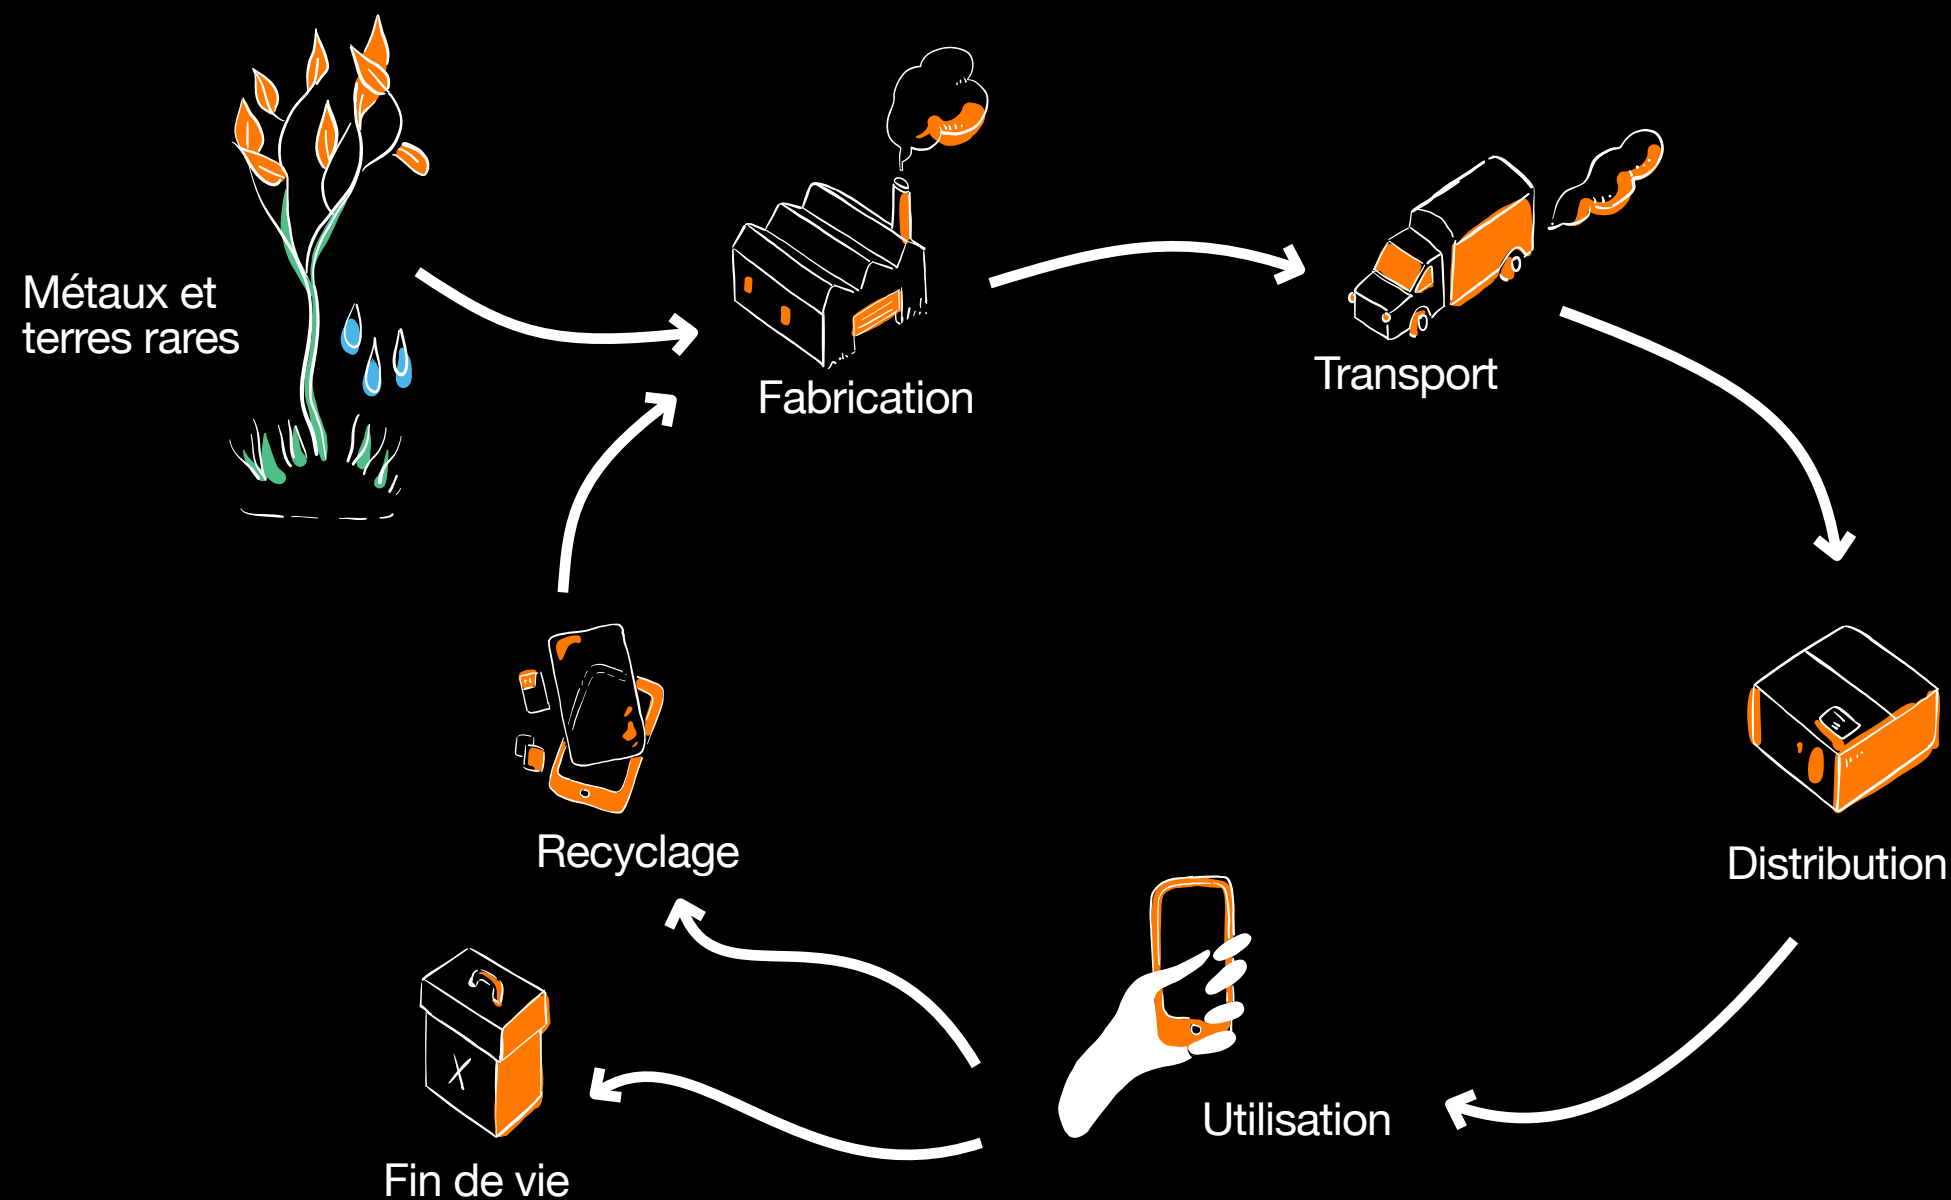 Métaux et
terres rares
Fabrication
Transport
Distribution
Utilisation
Recyclage
Fin de vie